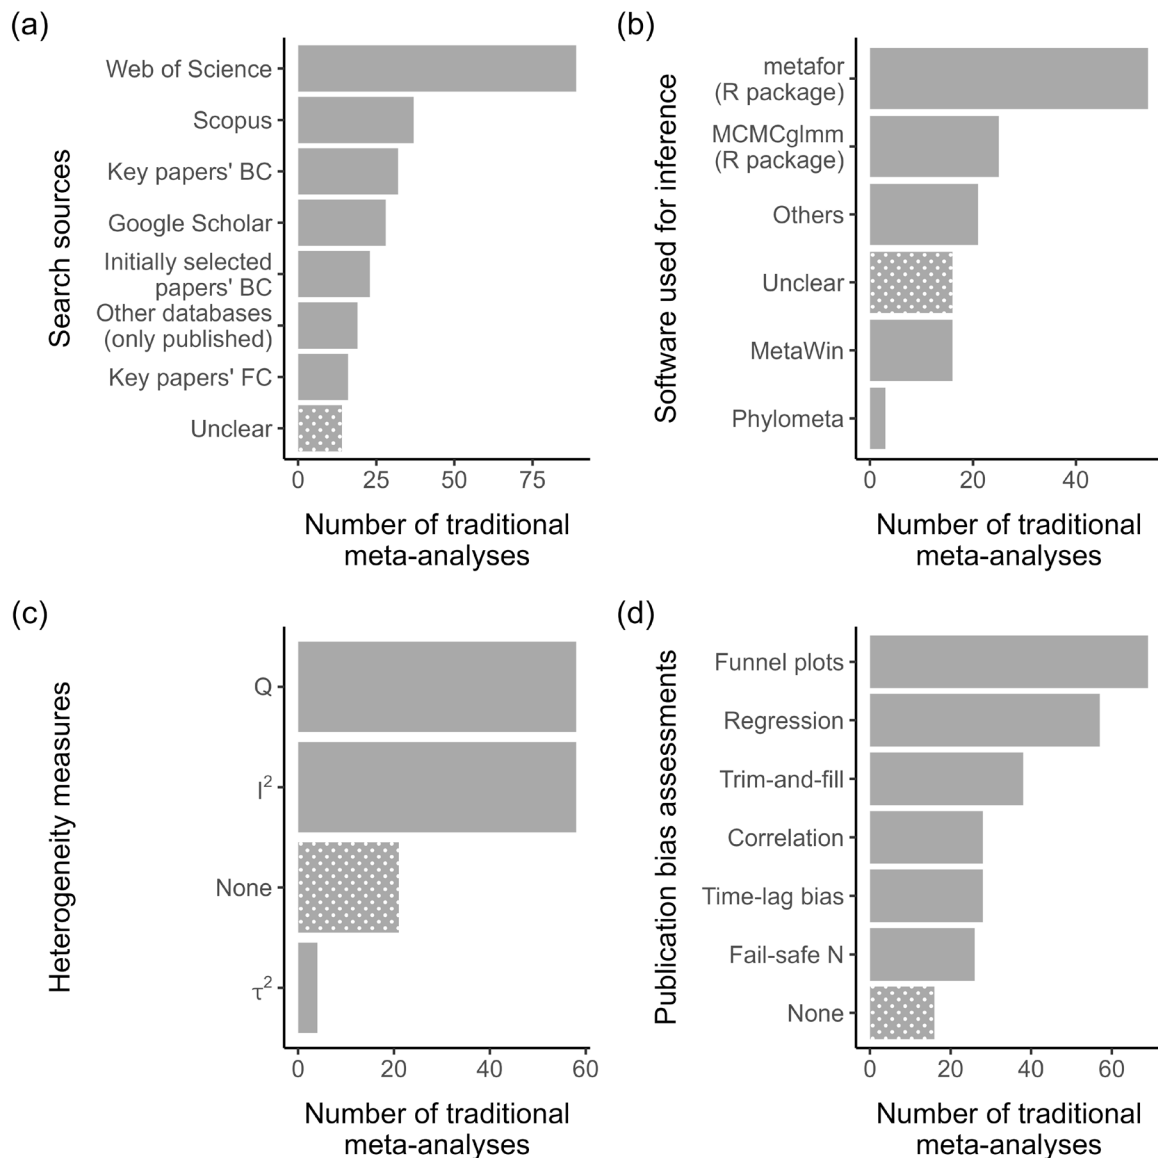 (a)
Search sources
Web of Science
Scopus
Key papers' BC
Google Scholar
Initially selected
papers' BC
Other databases
(only published)
Key papers' FC
Unclear
0 25 50 75
Number of traditional
meta-analyses
(b)
Software used for inference
metafor
(R package)
MCMCglmm
(R package)
Others
Unclear
MetaWin
Phylometa
0 20 40
Number of traditional
meta-analyses
(c)
Heterogeneity measures
Q
I²
None
τ²
0 20 40 60
Number of traditional
meta-analyses
(d)
Publication bias assessments
Funnel plots
Regression
Trim-and-fill
Correlation
Time-lag bias
Fail-safe N
None
0 20 40 60
Number of traditional
meta-analyses